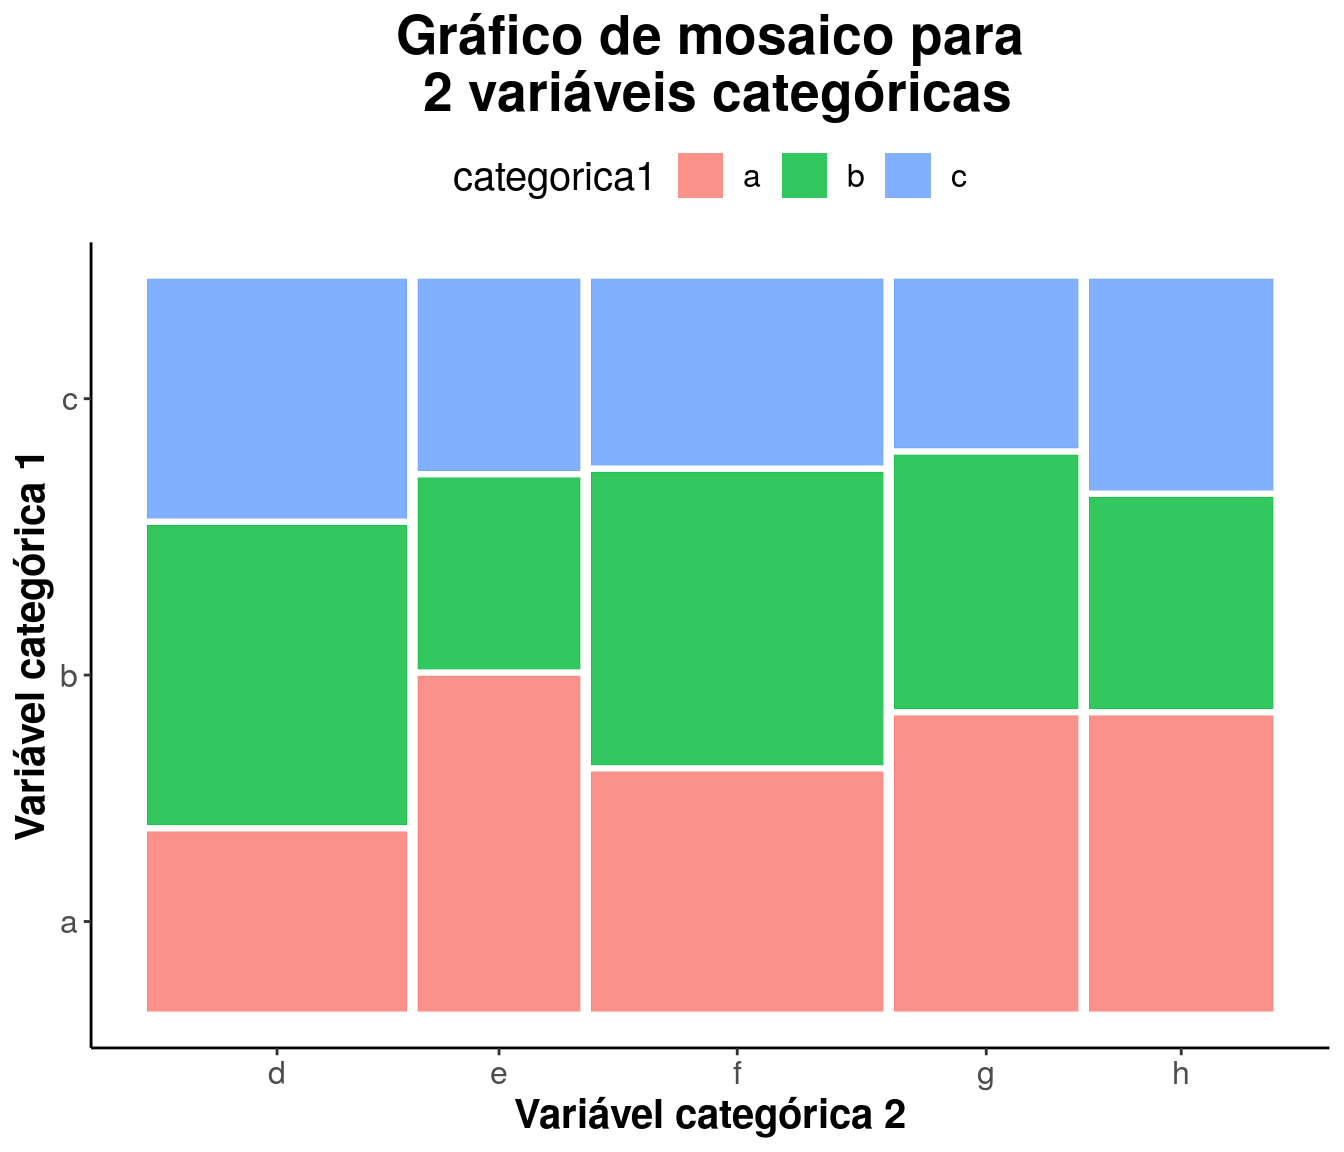 Gráfico de mosaico para
2 variáveis categóricas
categorica1 a b c
c
b
a
Variável categórica 1
d e f g h
Variável categórica 2